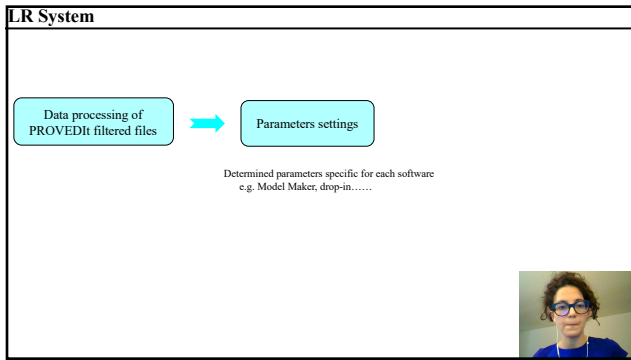 LR System
Data processing of
PROVEDIt filtered files
Parameters settings
Determined parameters specific for each software
e.g. Model Maker, drop-in……